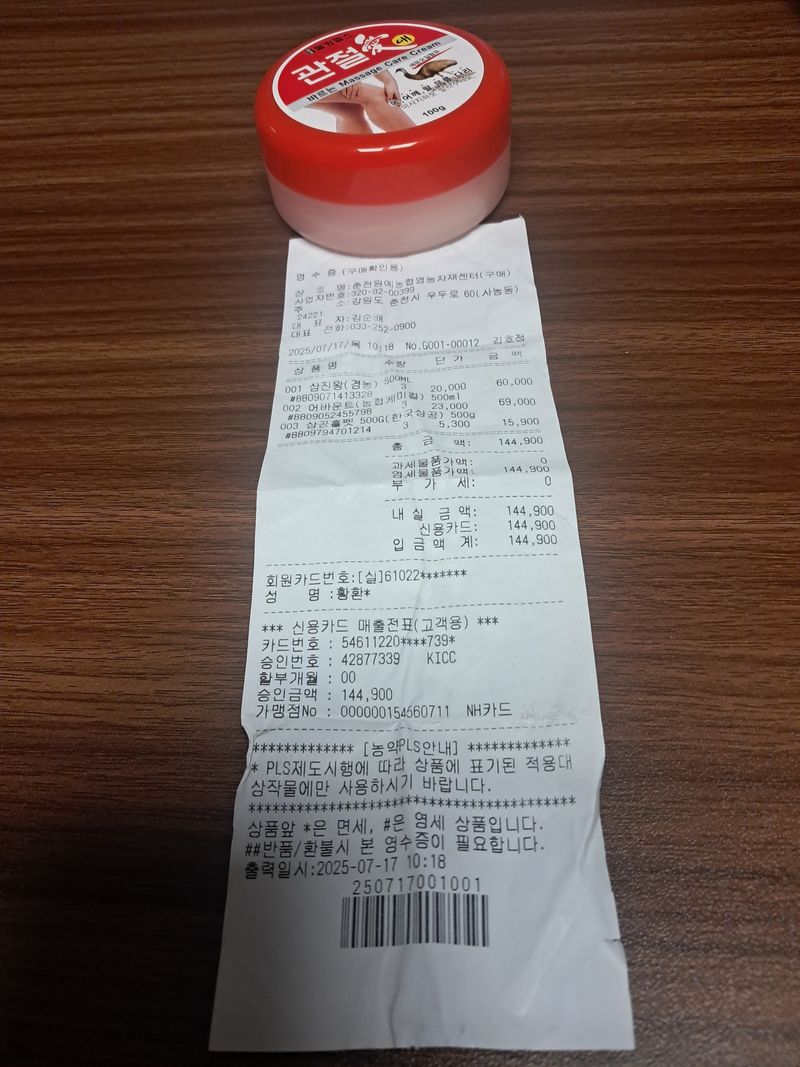 관절愛
대
바르는 Massage Care Cream
100g
영 수 증 (구매확인용)
상 호 명:춘천원예농협영농자재센터(구매)
사업자번호:320-82-00399
주 소:강원도 춘천시 우두로 60(사농동)
24221
대 표 자:김순배
대표 전화:033-252-0900
2025/07/17/목 10:18 No.G001-00012 김효정
상 품 명 수량 단 가 금 액
001 삼진왕(경농) 500ML
#8809071413328 3 20,000 60,000
002 어바운트(농협케미컬) 500ml
#8809052455798 3 23,000 69,000
003 삼공홀펫 500G(한국삼공) 500g
#8809794701214 3 5,300 15,900
총 금 액: 144,900
과세물품가액: 0
영세물품가액: 144,900
부 가 세: 0
내 실 금 액: 144,900
신용카드: 144,900
입 금 액 계: 144,900
회원카드번호:[실]61022*******
성 명 :황환*
*** 신용카드 매출전표(고객용) ***
카드번호 : 54611220****739*
승인번호 : 42877339 KICC
할부개월 : 00
승인금액 : 144,900
가맹점No : 000000154560711 NH카드
************* [농약PLS안내] *************
* PLS제도시행에 따라 상품에 표기된 적용대
상작물에만 사용하시기 바랍니다.
****************************************
상품앞 *은 면세, #은 영세 상품입니다.
##반품/환불시 본 영수증이 필요합니다.
출력일시:2025-07-17 10:18
250717001001